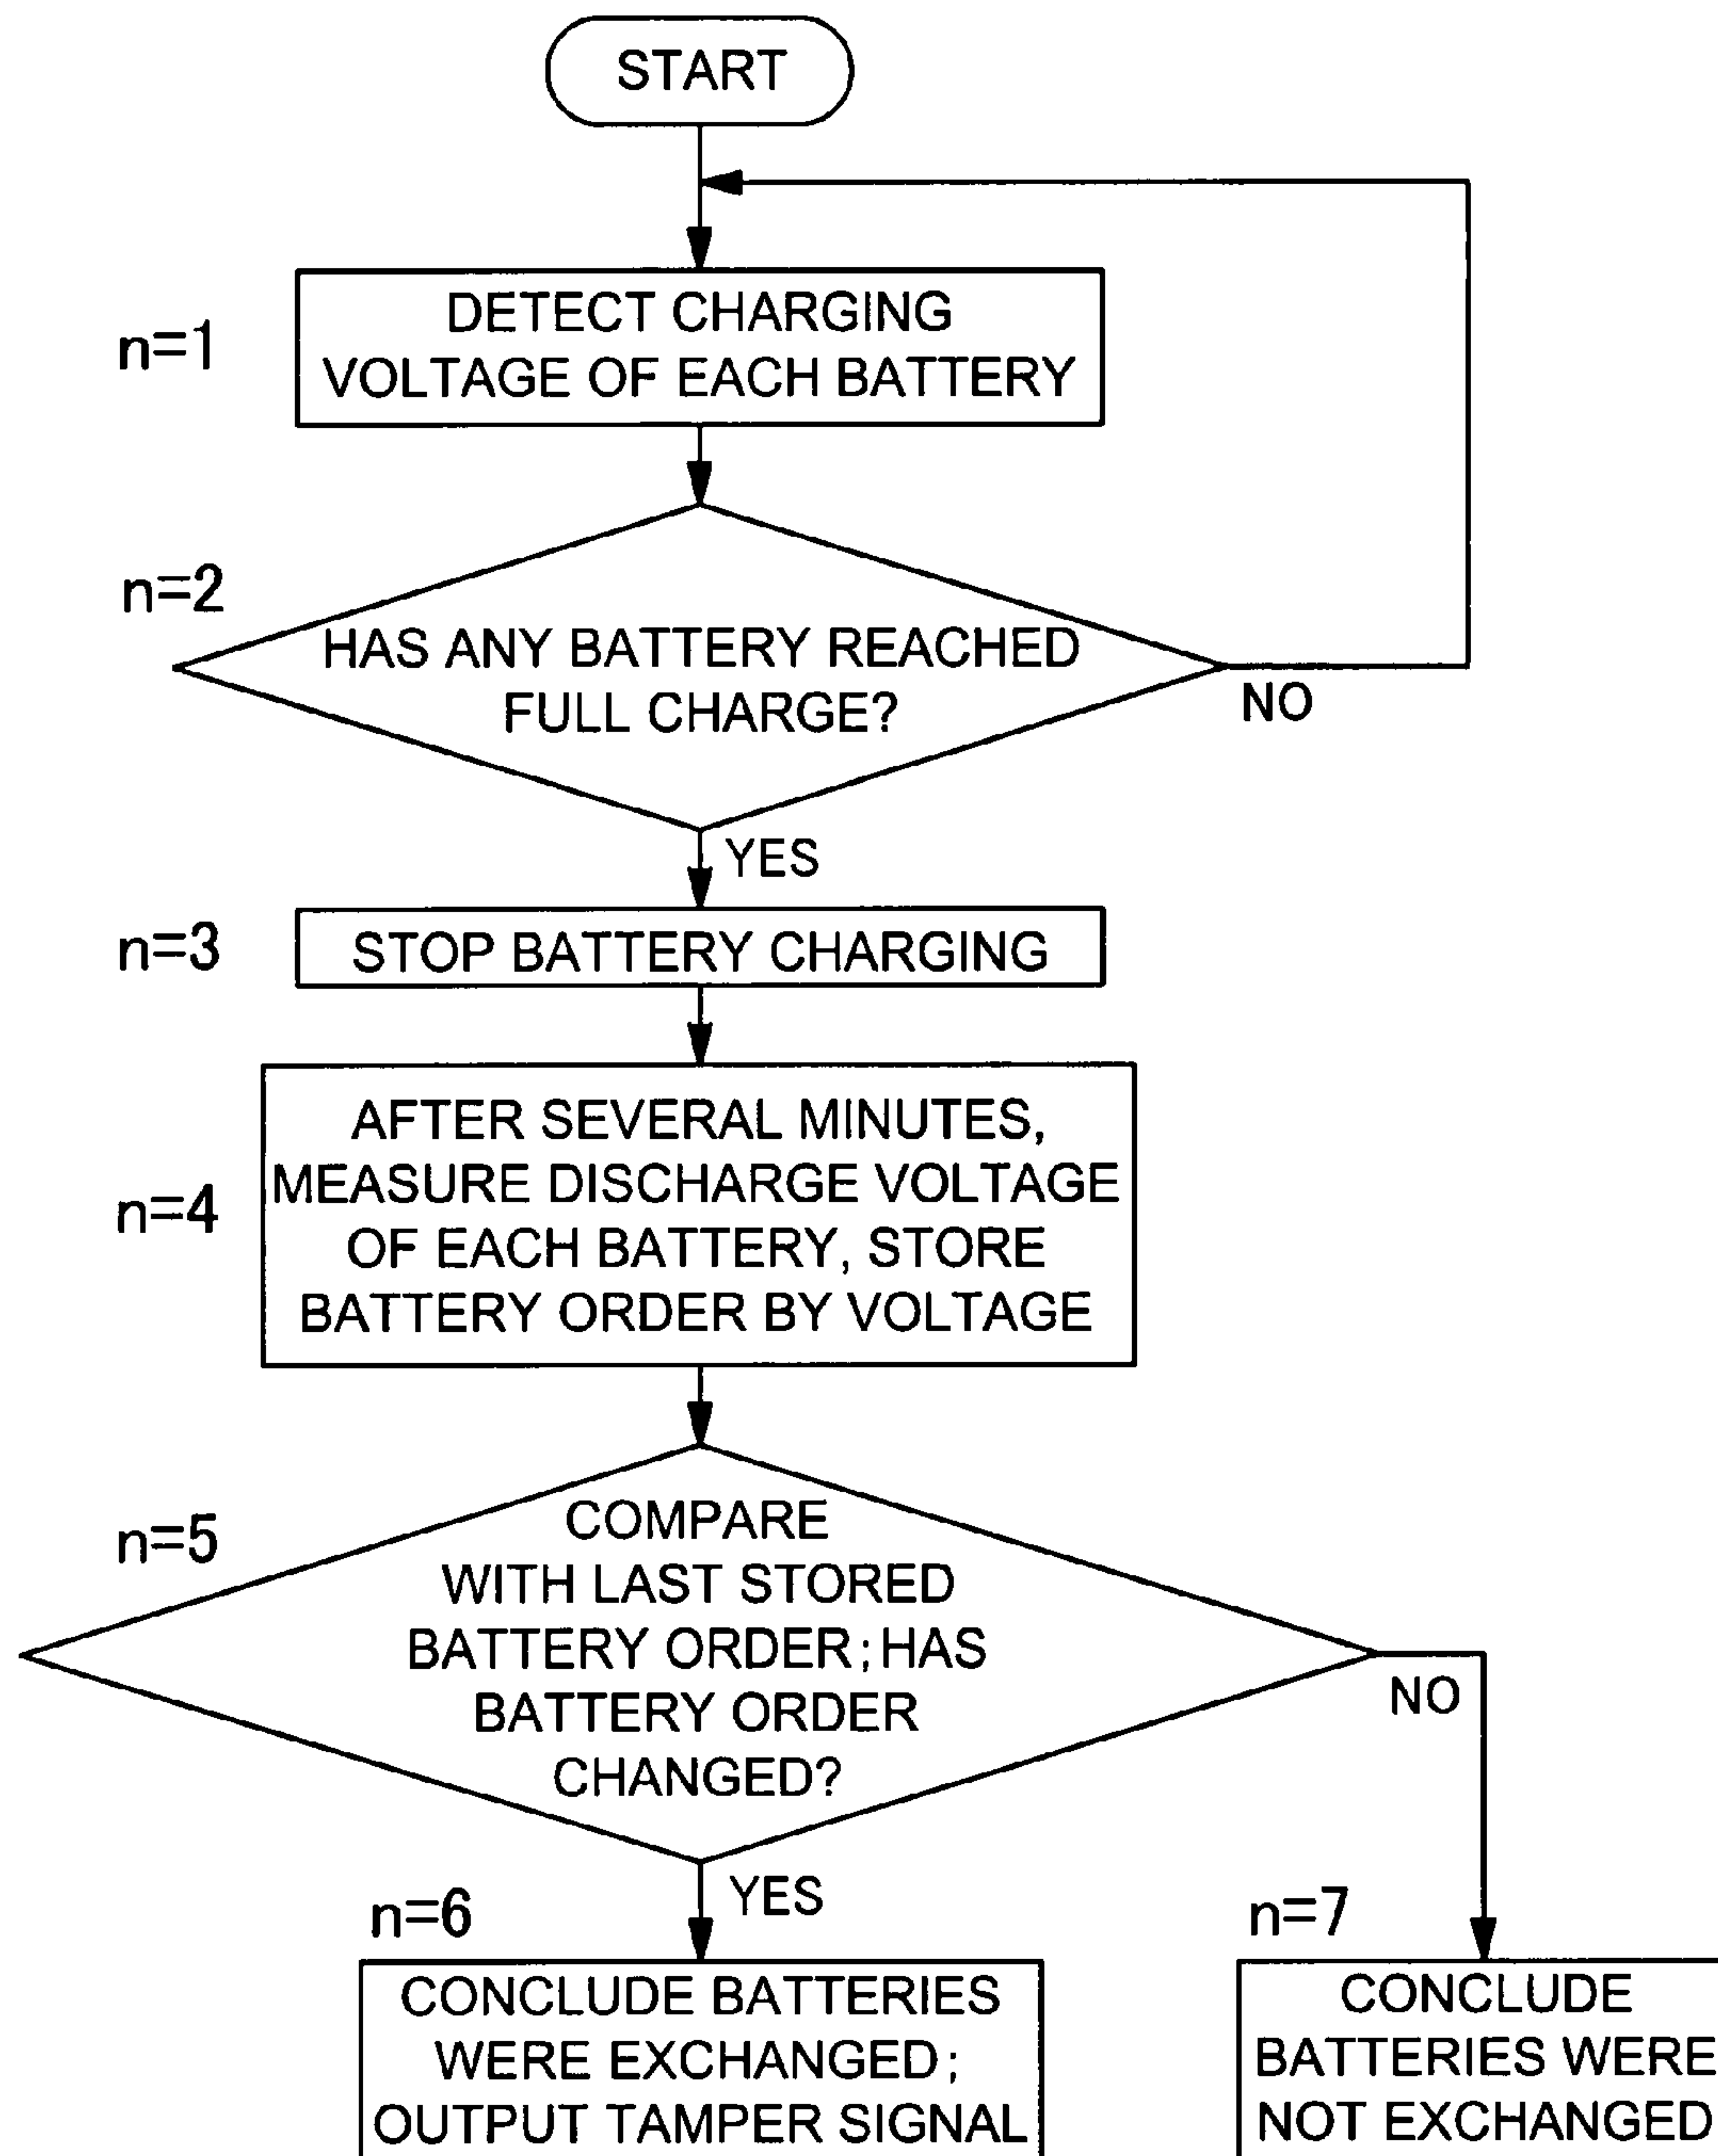 START
n=1
DETECT CHARGING
VOLTAGE OF EACH BATTERY
n=2
HAS ANY BATTERY REACHED
FULL CHARGE?
NO
YES
n=3
STOP BATTERY CHARGING
n=4
AFTER SEVERAL MINUTES,
MEASURE DISCHARGE VOLTAGE
OF EACH BATTERY, STORE
BATTERY ORDER BY VOLTAGE
n=5
COMPARE
WITH LAST STORED
BATTERY ORDER; HAS
BATTERY ORDER
CHANGED?
NO
YES
n=6
CONCLUDE BATTERIES
WERE EXCHANGED;
OUTPUT TAMPER SIGNAL
n=7
CONCLUDE
BATTERIES WERE
NOT EXCHANGED